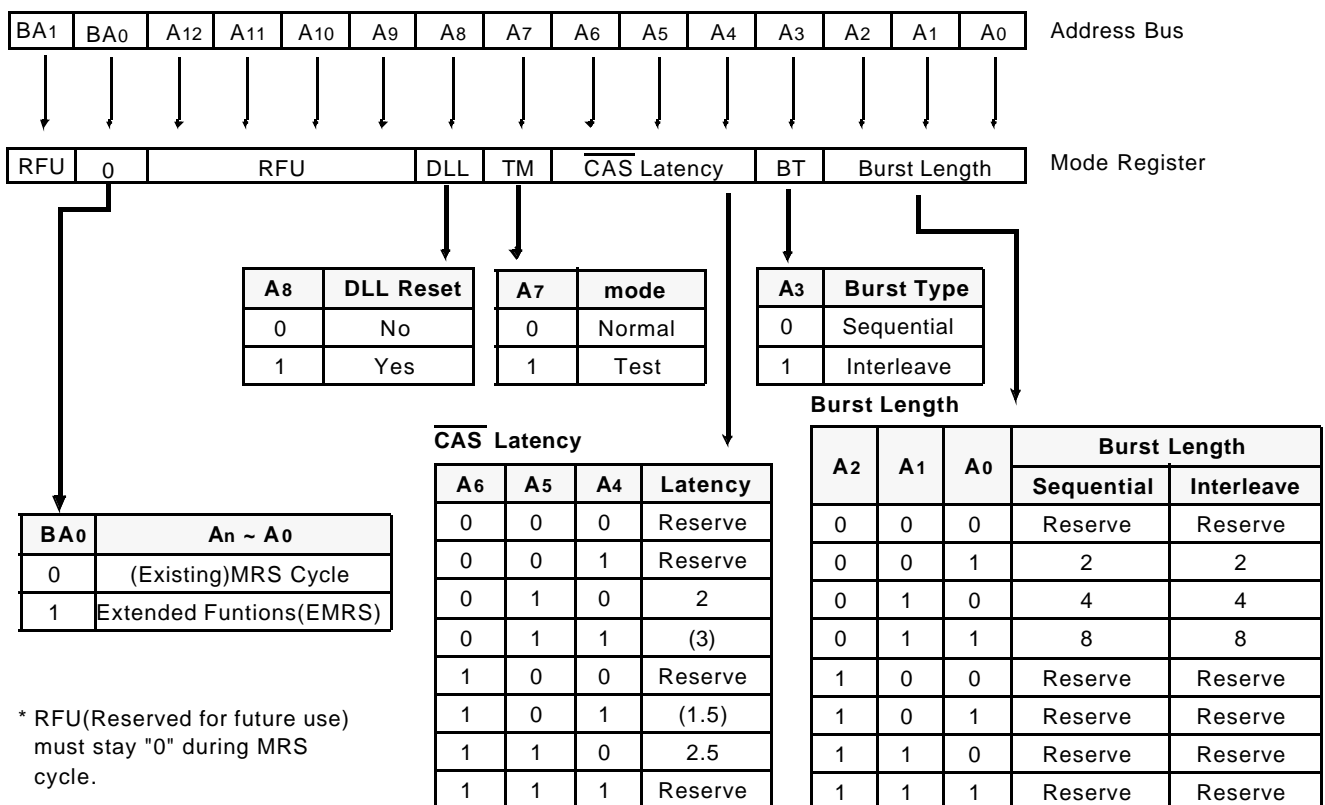 BA1 BA0 A12 A11 A10 A9 A8 A7 A6 A5 A4 A3 A2 A1 A0 Address Bus
RFU 0 RFU DLL TM CAS Latency BT Burst Length Mode Register
A8 DLL Reset
0 No
1 Yes
A7 mode
0 Normal
1 Test
A3 Burst Type
0 Sequential
1 Interleave
BA0 An ~ A0
0 (Existing)MRS Cycle
1 Extended Funtions(EMRS)
* RFU(Reserved for future use)
must stay "0" during MRS
cycle.
CAS Latency
A6 A5 A4 Latency
0 0 0 Reserve
0 0 1 Reserve
0 1 0 2
0 1 1 (3)
1 0 0 Reserve
1 0 1 (1.5)
1 1 0 2.5
1 1 1 Reserve
Burst Length
A2 A1 A0 Burst Length
Sequential Interleave
0 0 0 Reserve Reserve
0 0 1 2 2
0 1 0 4 4
0 1 1 8 8
1 0 0 Reserve Reserve
1 0 1 Reserve Reserve
1 1 0 Reserve Reserve
1 1 1 Reserve Reserve